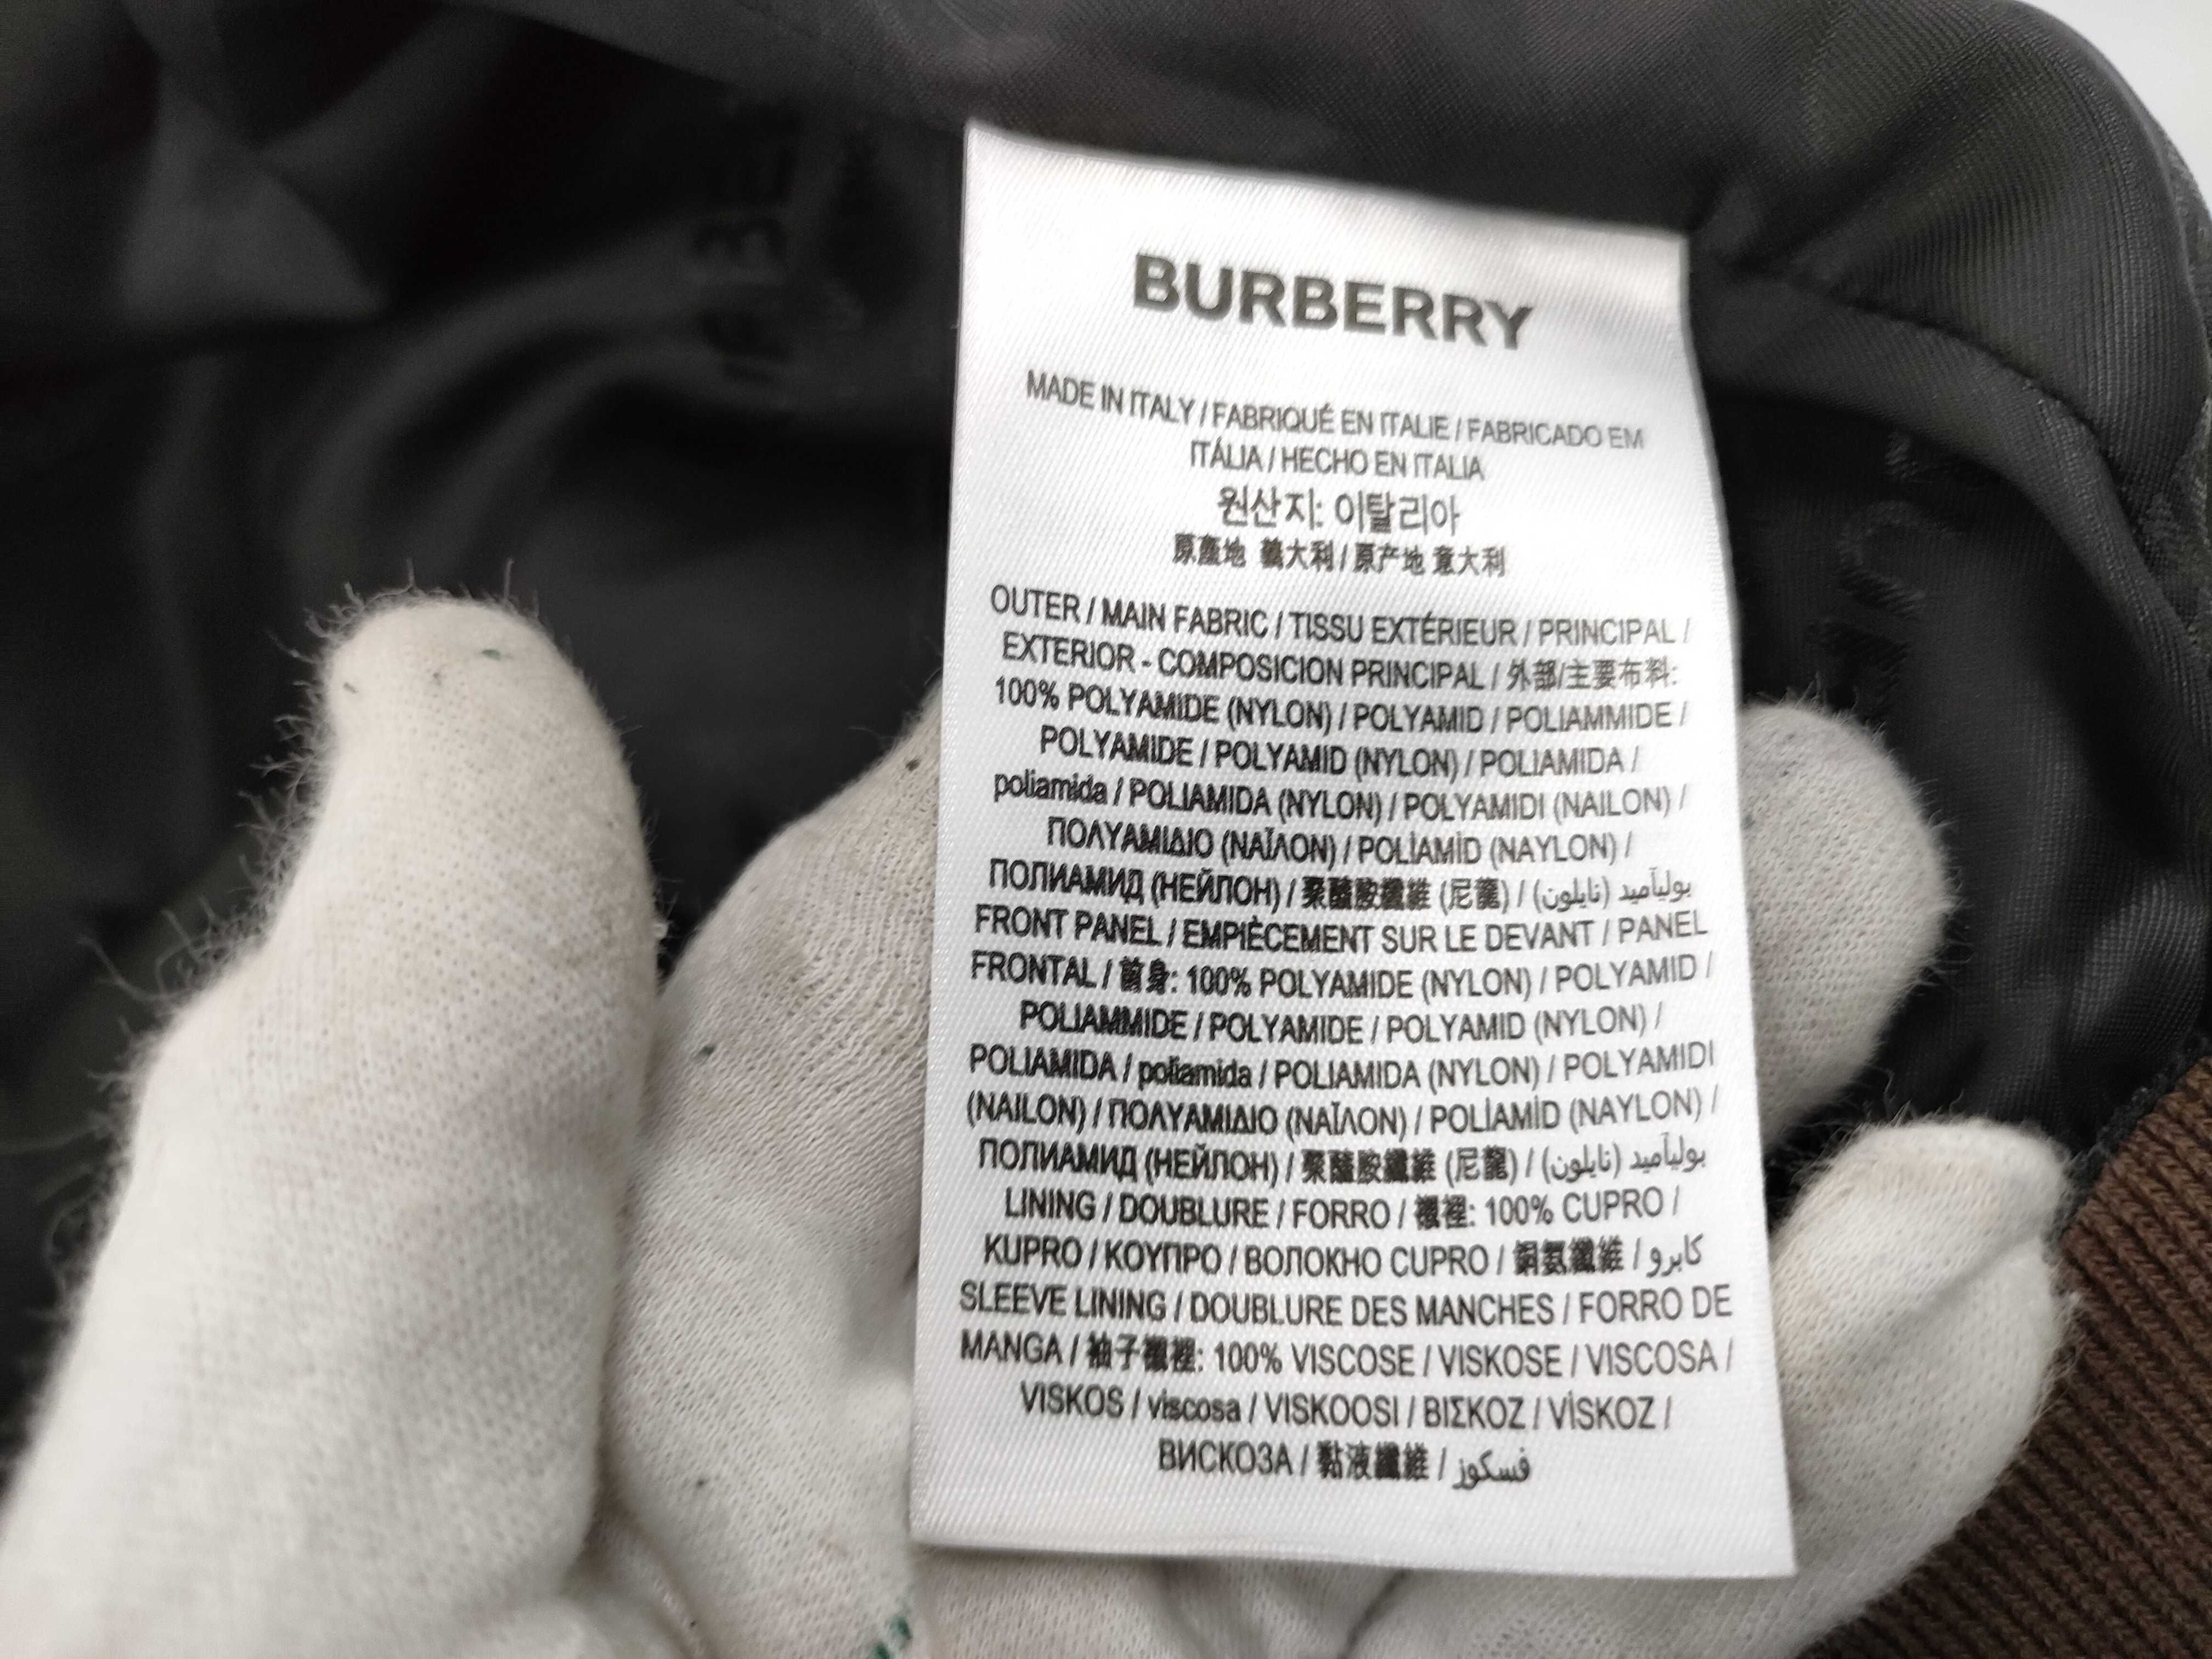 BURBERRY
MADE IN ITALY / FABRIQUÉ EN ITALIE / FABRICADO EM
ITÁLIA / HECHO EN ITALIA
원산지: 이탈리아
原產地 義大利 / 原产地 意大利
OUTER / MAIN FABRIC / TISSU EXTÉRIEUR / PRINCIPAL /
EXTERIOR - COMPOSICION PRINCIPAL / 外部/主要布料:
100% POLYAMIDE (NYLON) / POLYAMID / POLIAMMIDE /
POLYAMIDE / POLYAMID (NYLON) / POLIAMIDA /
poliamida / POLIAMIDA (NYLON) / POLYAMIDI (NAILON) /
ΠΟΛΥΑΜΙΔΙΟ (ΝΑΪΛΟΝ) / POLİAMİD (NAYLON) /
ПОЛИАМИД (НЕЙЛОН) / 聚醯胺纖維 (尼龍) / بوليآميد (نايلون)
FRONT PANEL / EMPIÈCEMENT SUR LE DEVANT / PANEL
FRONTAL / 前身: 100% POLYAMIDE (NYLON) / POLYAMID /
POLIAMMIDE / POLYAMIDE / POLYAMID (NYLON) /
POLIAMIDA / poliamida / POLIAMIDA (NYLON) / POLYAMIDI
(NAILON) / ΠΟΛΥΑΜΙΔΙΟ (ΝΑΪΛΟΝ) / POLİAMİD (NAYLON) /
ПОЛИАМИД (НЕЙЛОН) / 聚醯胺纖維 (尼龍) / بوليآميد (نايلون)
LINING / DOUBLURE / FORRO / 襯裡: 100% CUPRO /
KUPRO / ΚΟΥΠΡΟ / ВОЛОКНО CUPRO / 銅氨纖維 / كابرو
SLEEVE LINING / DOUBLURE DES MANCHES / FORRO DE
MANGA / 袖子襯裡: 100% VISCOSE / VISKOSE / VISCOSA /
VISKOS / viscosa / VISKOOSI / ΒΙΣΚΟΖ / VİSKOZ /
ВИСКОЗА / 黏液纖維 / فسكوز